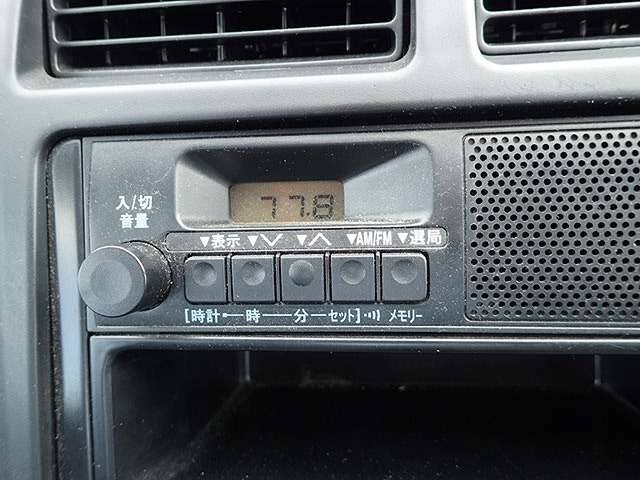 77.8
入/切
音量
▼表示 ▼∨ ▼∧ ▼AM/FM ▼選局
[時計•─時──分─セット]•ııı メモリー